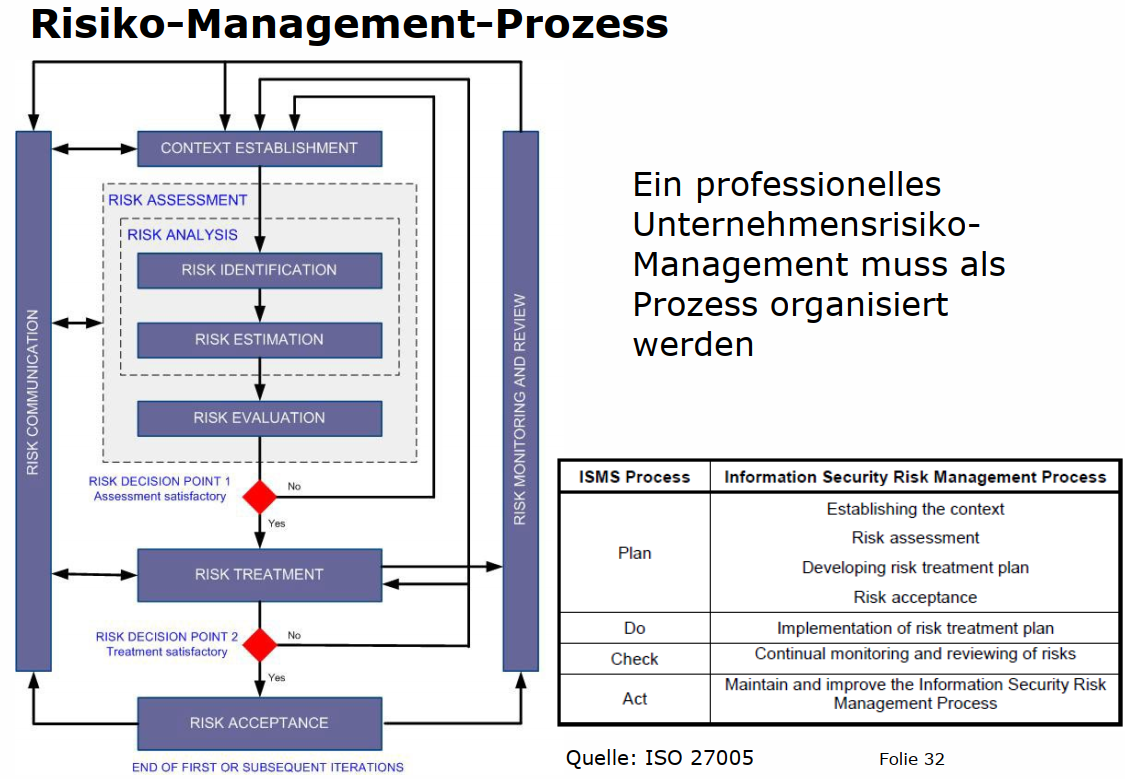 Risiko-Management-Prozess
CONTEXT ESTABLISHMENT
RISK ASSESSMENT
RISK ANALYSIS
RISK IDENTIFICATION
RISK ESTIMATION
RISK EVALUATION
RISK COMMUNICATION
RISK MONITORING AND REVIEW
RISK DECISION POINT 1
Assessment satisfactory
No
Yes
RISK TREATMENT
RISK DECISION POINT 2
Treatment satisfactory
No
Yes
RISK ACCEPTANCE
END OF FIRST OR SUBSEQUENT ITERATIONS
Ein professionelles
Unternehmensrisiko-
Management muss als
Prozess organisiert
werden
ISMS Process
Information Security Risk Management Process
Plan
Establishing the context
Risk assessment
Developing risk treatment plan
Risk acceptance
Do
Implementation of risk treatment plan
Check
Continual monitoring and reviewing of risks
Act
Maintain and improve the Information Security Risk
Management Process
Quelle: ISO 27005
Folie 32